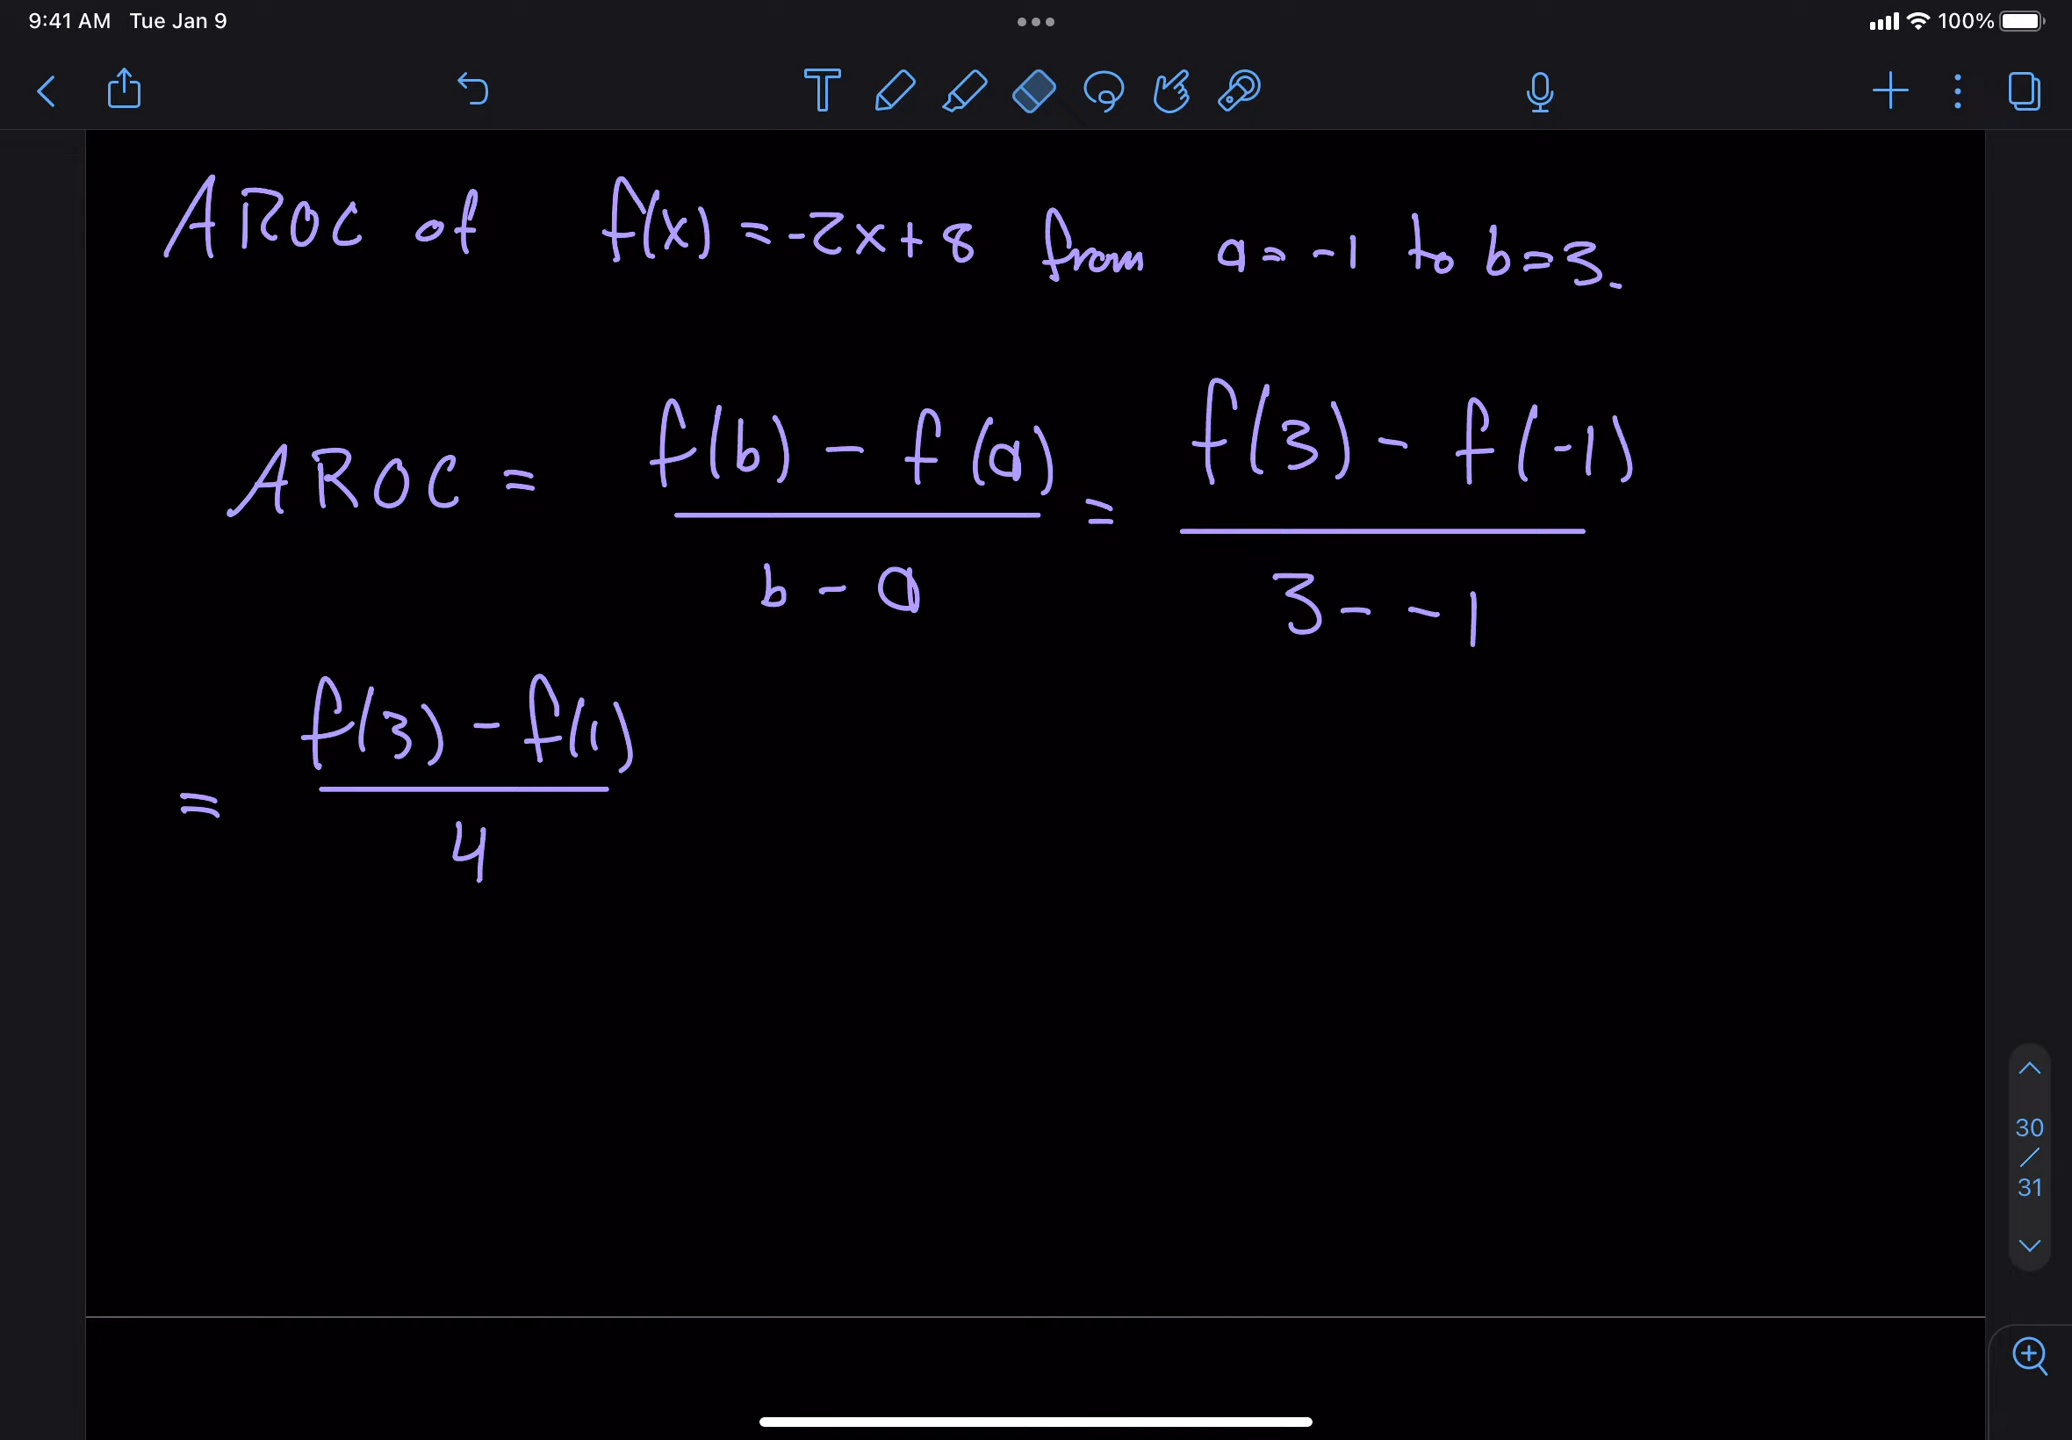 9:41 AM Tue Jan 9
100%
AROC of f(x) = -2x + 8 from a = -1 to b = 3.
AROC = f(b) - f(a) / b - a = f(3) - f(-1) / 3 - -1
= f(3) - f(1) / 4
30
/
31